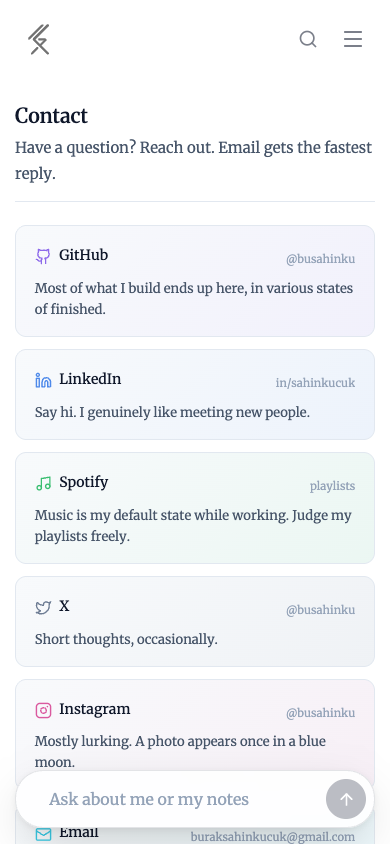 Contact
Have a question? Reach out. Email gets the fastest
reply.
GitHub
@busahinku
Most of what I build ends up here, in various states
of finished.
LinkedIn
in/sahinkucuk
Say hi. I genuinely like meeting new people.
Spotify
playlists
Music is my default state while working. Judge my
playlists freely.
X
@busahinku
Short thoughts, occasionally.
Instagram
@busahinku
Mostly lurking. A photo appears once in a blue
moon.
Ask about me or my notes
Email
buraksahinkucuk@gmail.com